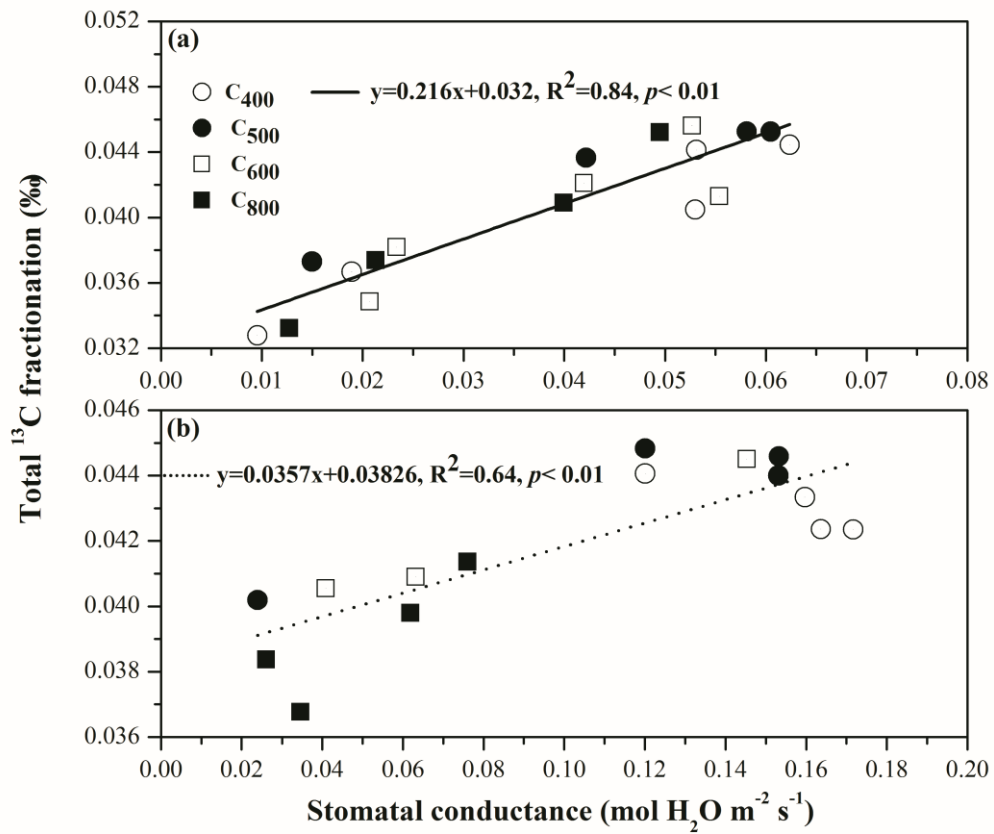 Total ¹³C fractionation (‰)
0.052
0.048
0.044
0.040
0.036
0.032
(a)
C₄₀₀
y=0.216x+0.032, R²=0.84, p< 0.01
C₅₀₀
C₆₀₀
C₈₀₀
0.00 0.01 0.02 0.03 0.04 0.05 0.06 0.07 0.08
0.046
0.044
0.042
0.040
0.038
0.036
(b)
y=0.0357x+0.03826, R²=0.64, p< 0.01
0.00 0.02 0.04 0.06 0.08 0.10 0.12 0.14 0.16 0.18 0.20
Stomatal conductance (mol H₂O m⁻² s⁻¹)